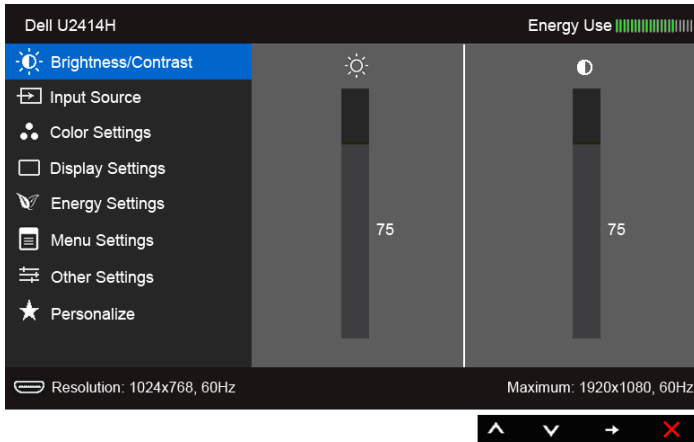 Dell U2414H
Energy Use
Brightness/Contrast
Input Source
Color Settings
Display Settings
Energy Settings
Menu Settings
Other Settings
Personalize
75
75
Resolution: 1024x768, 60Hz
Maximum: 1920x1080, 60Hz